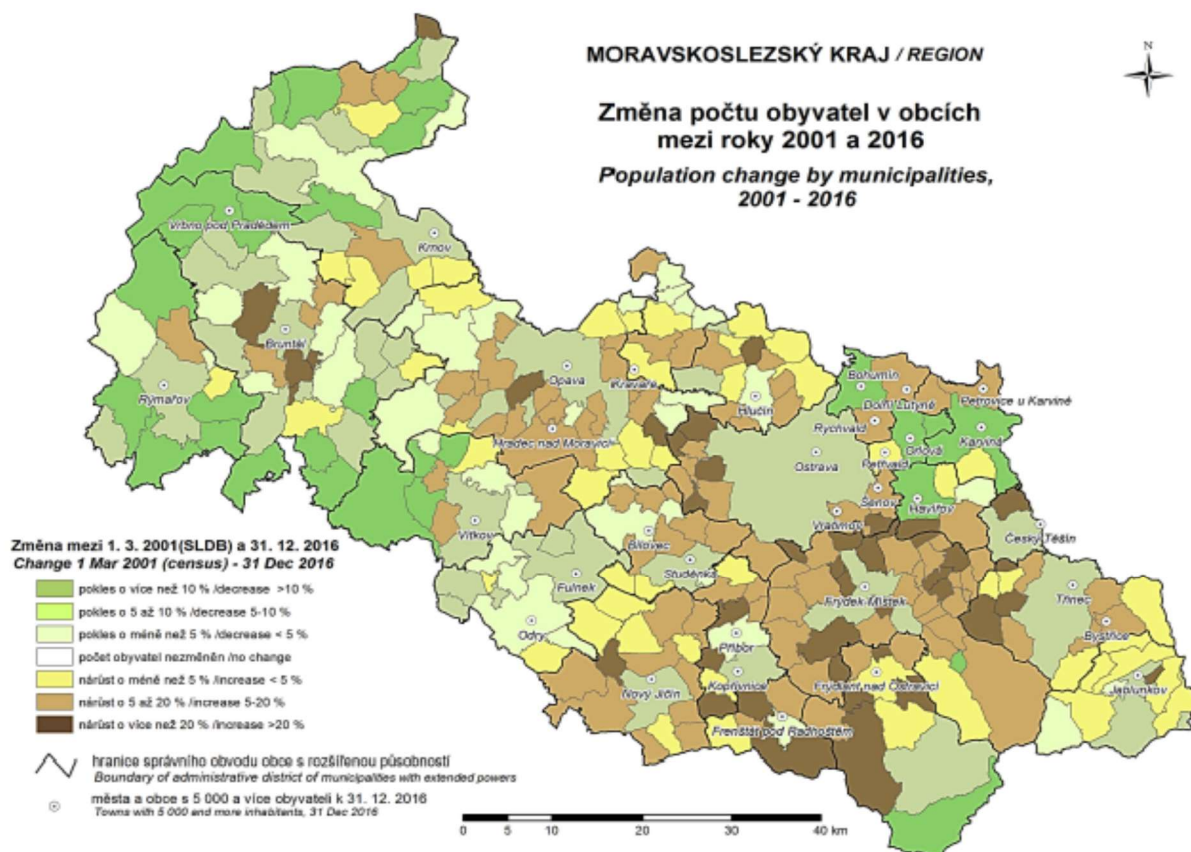 MORAVSKOSLEZSKÝ KRAJ / REGION
N
Změna počtu obyvatel v obcích
mezi roky 2001 a 2016
Population change by municipalities,
2001 - 2016
Vrbno pod Pradědem
Krnov
Bruntál
Rýmařov
Opava
Kravaře
Hlučín
Bohumín
Dolní Lutyně
Petrovice u Karviné
Rychvald
Orlová
Karviná
Hradec nad Moravicí
Ostrava
Petřvald
Šenov
Havířov
Vratimov
Český Těšín
Vítkov
Bílovec
Studénka
Fulnek
Frýdek-Místek
Třinec
Odry
Příbor
Bystřice
Nový Jičín
Kopřivnice
Frýdlant nad Ostravicí
Jablunkov
Frenštát pod Radhoštěm
Změna mezi 1. 3. 2001(SLDB) a 31. 12. 2016
Change 1 Mar 2001 (census) - 31 Dec 2016
pokles o více než 10 % /decrease >10 %
pokles o 5 až 10 % /decrease 5-10 %
pokles o méně než 5 % /decrease < 5 %
počet obyvatel nezměněn /no change
nárůst o méně než 5 % /increase < 5 %
nárůst o 5 až 20 % /increase 5-20 %
nárůst o více než 20 % /increase >20 %
hranice správního obvodu obce s rozšířenou působností
Boundary of administrative district of municipalities with extended powers
města a obce s 5 000 a více obyvateli k 31. 12. 2016
Towns with 5 000 and more inhabitants, 31 Dec 2016
0 5 10 20 30 40 km